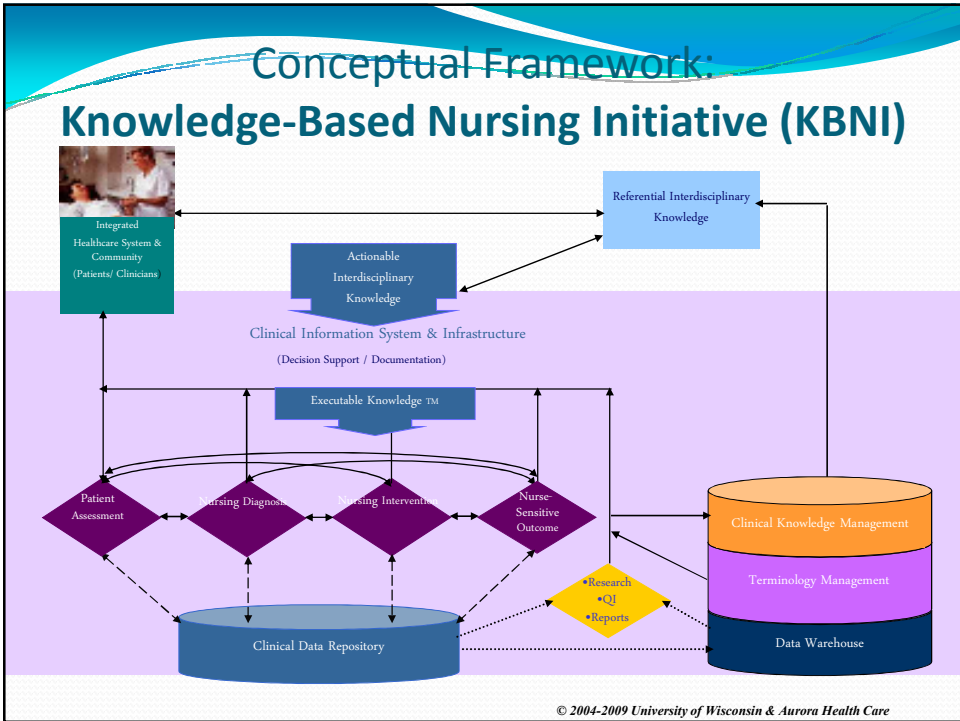 Conceptual Framework:
Knowledge-Based Nursing Initiative (KBNI)
Integrated
Healthcare System &
Community
(Patients/ Clinicians)
Referential Interdisciplinary
Knowledge
Actionable
Interdisciplinary
Knowledge
Clinical Information System & Infrastructure
(Decision Support / Documentation)
Executable Knowledge TM
Patient
Assessment
Nursing Diagnosis
Nursing Intervention
Nurse-
Sensitive
Outcome
Clinical Knowledge Management
Terminology Management
Data Warehouse
•Research
•QI
•Reports
Clinical Data Repository
© 2004-2009 University of Wisconsin & Aurora Health Care